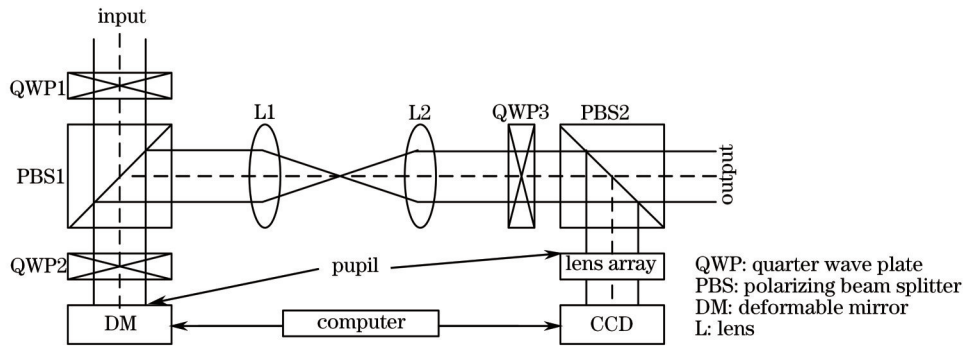 input
QWP1
L1
L2
QWP3
PBS2
PBS1
output
QWP2
pupil
lens array
DM
computer
CCD
QWP: quarter wave plate
PBS: polarizing beam splitter
DM: deformable mirror
L: lens